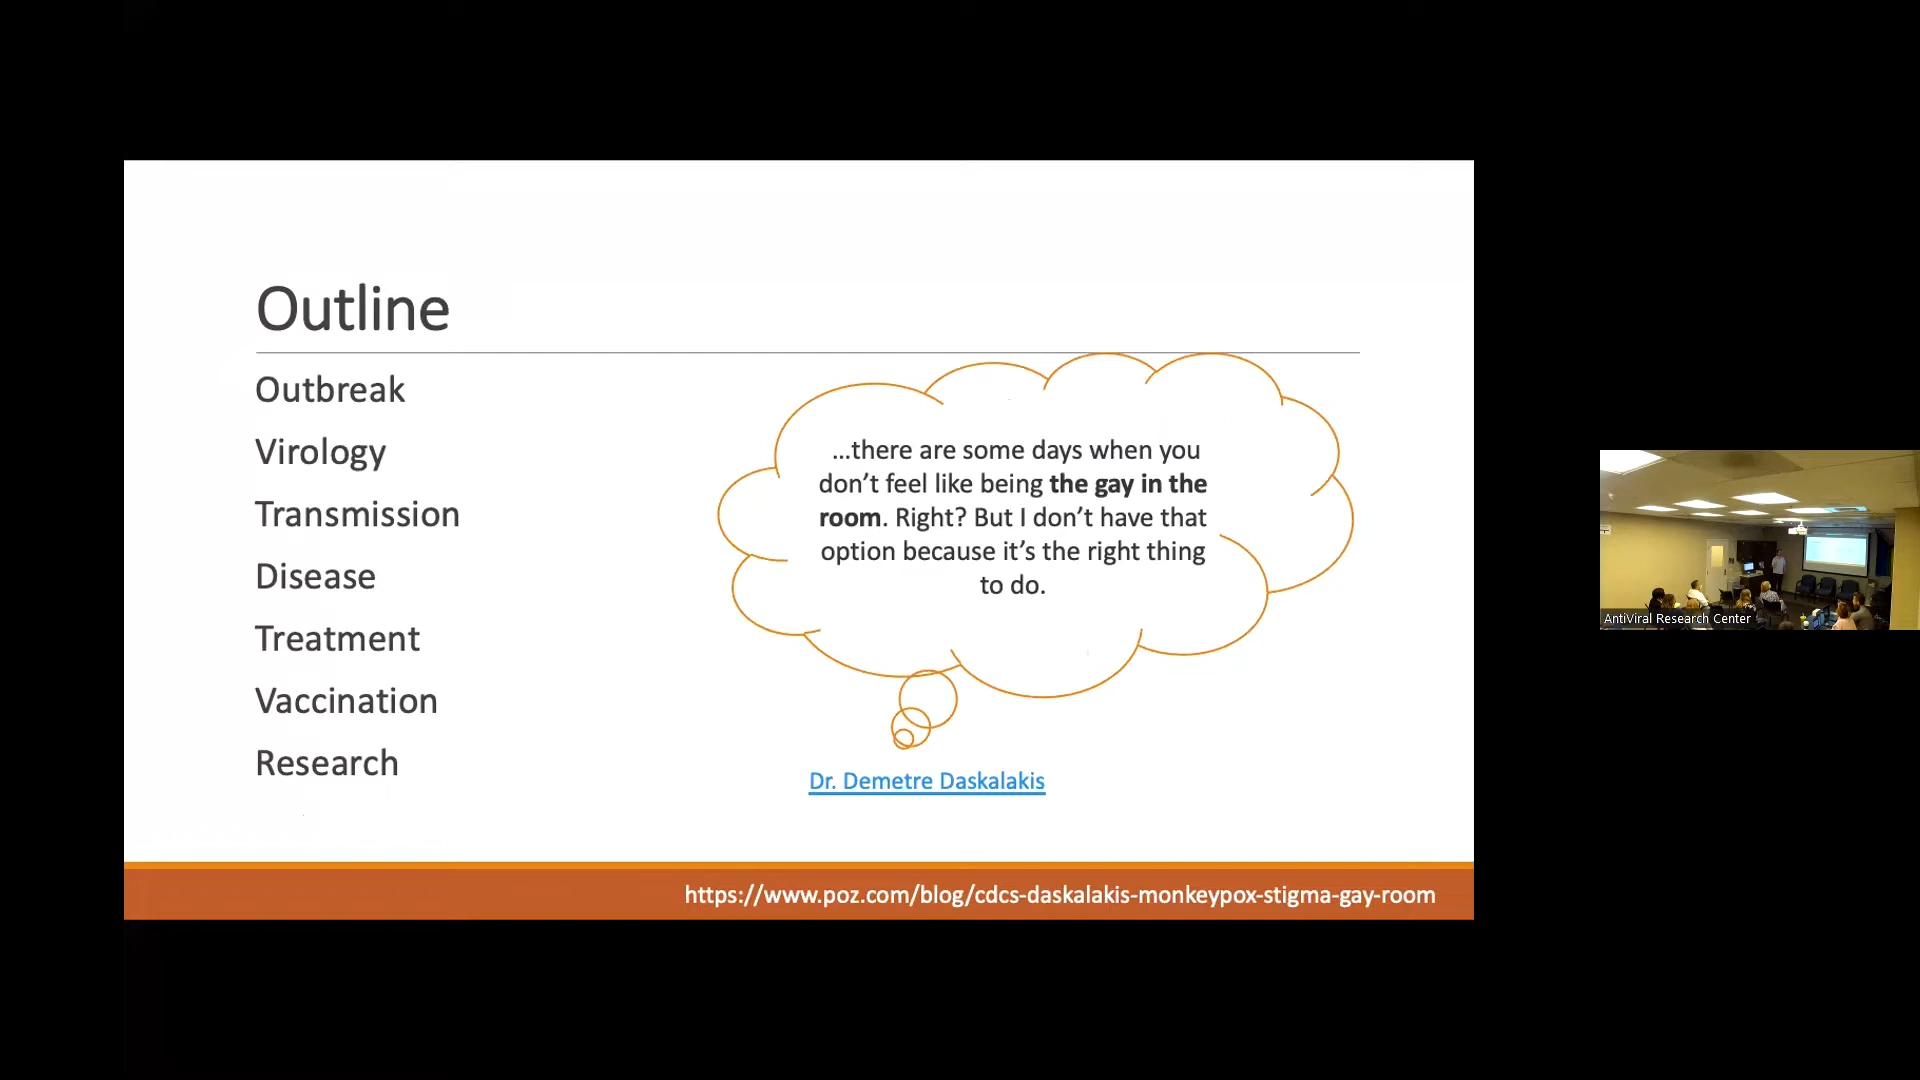 Outline
Outbreak
Virology
Transmission
Disease
Treatment
Vaccination
Research
...there are some days when you
don’t feel like being the gay in the
room. Right? But I don’t have that
option because it’s the right thing
to do.
Dr. Demetre Daskalakis
https://www.poz.com/blog/cdcs-daskalakis-monkeypox-stigma-gay-room
AntiViral Research Center